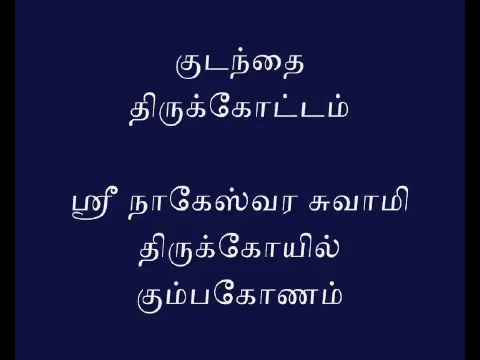 குடந்தை
திருக்கோட்டம்
ஸ்ரீ நாகேஸ்வர சுவாமி
திருக்கோயில்
கும்பகோணம்